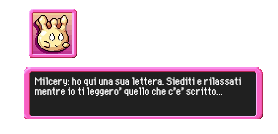 Milcery: ho qui una sua lettera. Siediti e rilassati
mentre io ti leggero" quello che c"e" scritto...